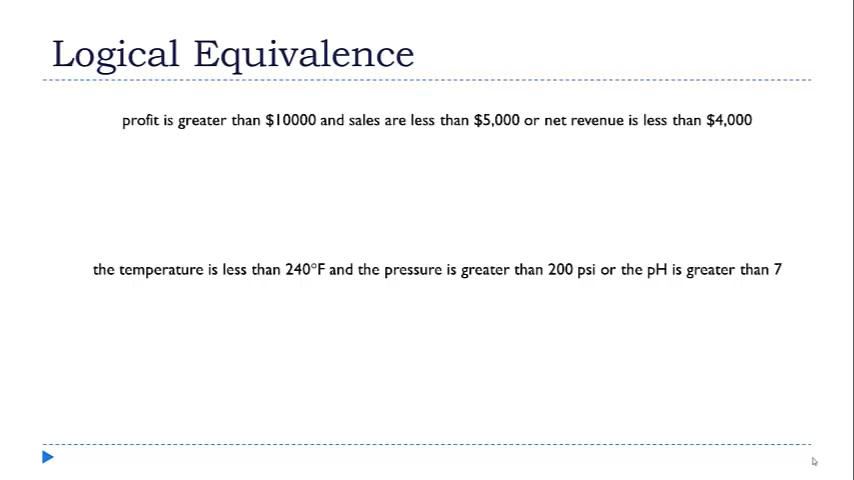 Logical Equivalence
profit is greater than $10000 and sales are less than $5,000 or net revenue is less than $4,000
the temperature is less than 240°F and the pressure is greater than 200 psi or the pH is greater than 7